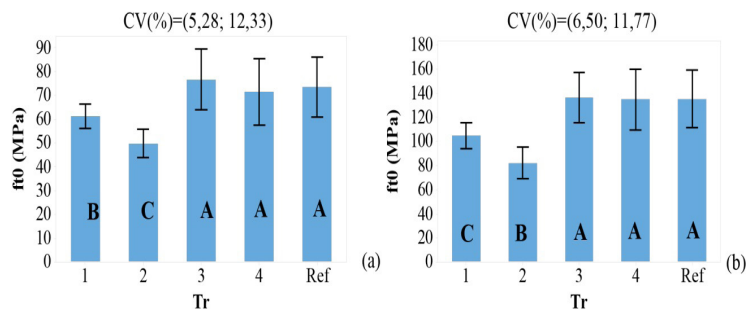 CV(%)=(5,28; 12,33)
90
80
70
60
50
40
30
20
10
0
ft0 (MPa)
B
C
A
A
A
1
2
3
4
Ref
Tr
(a)
CV(%)=(6,50; 11,77)
180
160
140
120
100
80
60
40
20
0
ft0 (MPa)
C
B
A
A
A
1
2
3
4
Ref
Tr
(b)